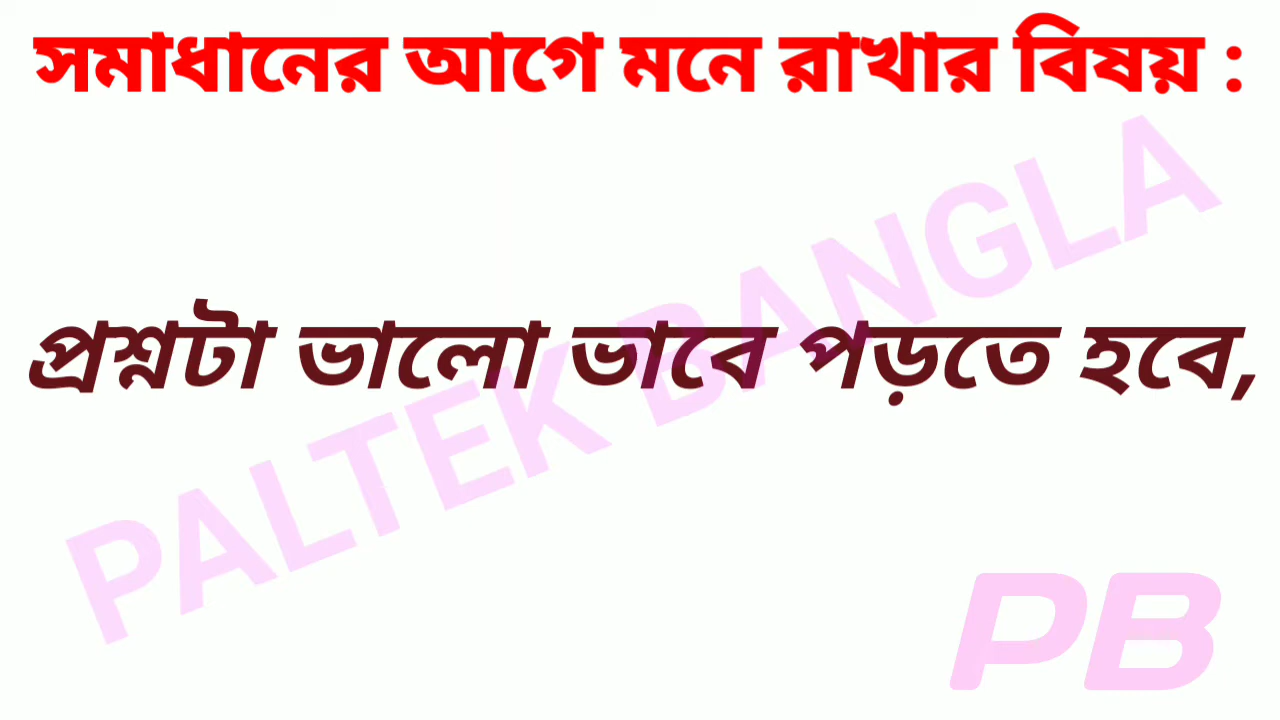 সমাধানের আগে মনে রাখার বিষয় :
প্রশ্নটা ভালো ভাবে পড়তে হবে,
PALTEK BANGLA
PB